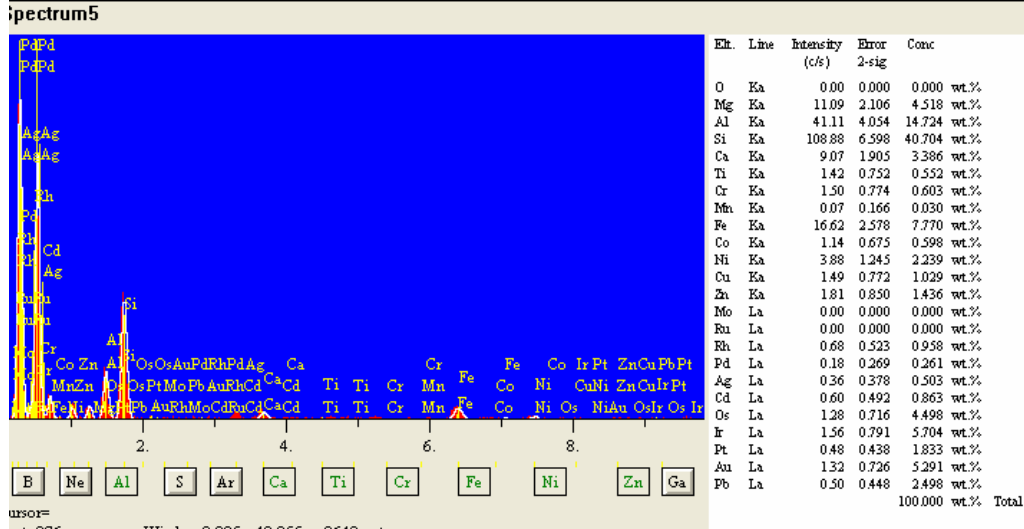 Spectrum5
PdPd
PdPd
AgAg
AgAg
Rh
Pd
Rh
Cd
Ag
Si
Al
Cr
Co Zn Al Si OsOsAuPdRhPdAg Ca Cr Fe Co Ir Pt ZnCuPbPt
MnZn Os OsPtMoPbAuRhCd CaCd Ti Ti Cr Mn Fe Co Ni CuNi ZnCuIrPt
FeNi PtPb AuRhMoCdRuCdCaCd Ti Ti Cr Mn Fe Co Ni Os NiAu OsIr Os Ir
2. 4. 6. 8.
B Ne Al S Ar Ca Ti Cr Fe Ni Zn Ga
Elt. Line Intensity Error Conc
(c/s) 2-sig
O Ka 0.00 0.000 0.000 wt.%
Mg Ka 11.09 2.106 4.518 wt.%
Al Ka 41.11 4.054 14.724 wt.%
Si Ka 108.88 6.598 40.704 wt.%
Ca Ka 9.07 1.905 3.386 wt.%
Ti Ka 1.42 0.752 0.552 wt.%
Cr Ka 1.50 0.774 0.603 wt.%
Mn Ka 0.07 0.166 0.030 wt.%
Fe Ka 16.62 2.578 7.770 wt.%
Co Ka 1.14 0.675 0.598 wt.%
Ni Ka 3.88 1.245 2.239 wt.%
Cu Ka 1.49 0.772 1.029 wt.%
Zn Ka 1.81 0.850 1.436 wt.%
Mo La 0.00 0.000 0.000 wt.%
Ru La 0.00 0.000 0.000 wt.%
Rh La 0.68 0.523 0.958 wt.%
Pd La 0.18 0.269 0.261 wt.%
Ag La 0.36 0.378 0.503 wt.%
Cd La 0.60 0.492 0.863 wt.%
Os La 1.28 0.716 4.498 wt.%
Ir La 1.56 0.791 5.704 wt.%
Pt La 0.48 0.438 1.833 wt.%
Au La 1.32 0.726 5.291 wt.%
Pb La 0.50 0.448 2.498 wt.%
100.000 wt.% Total